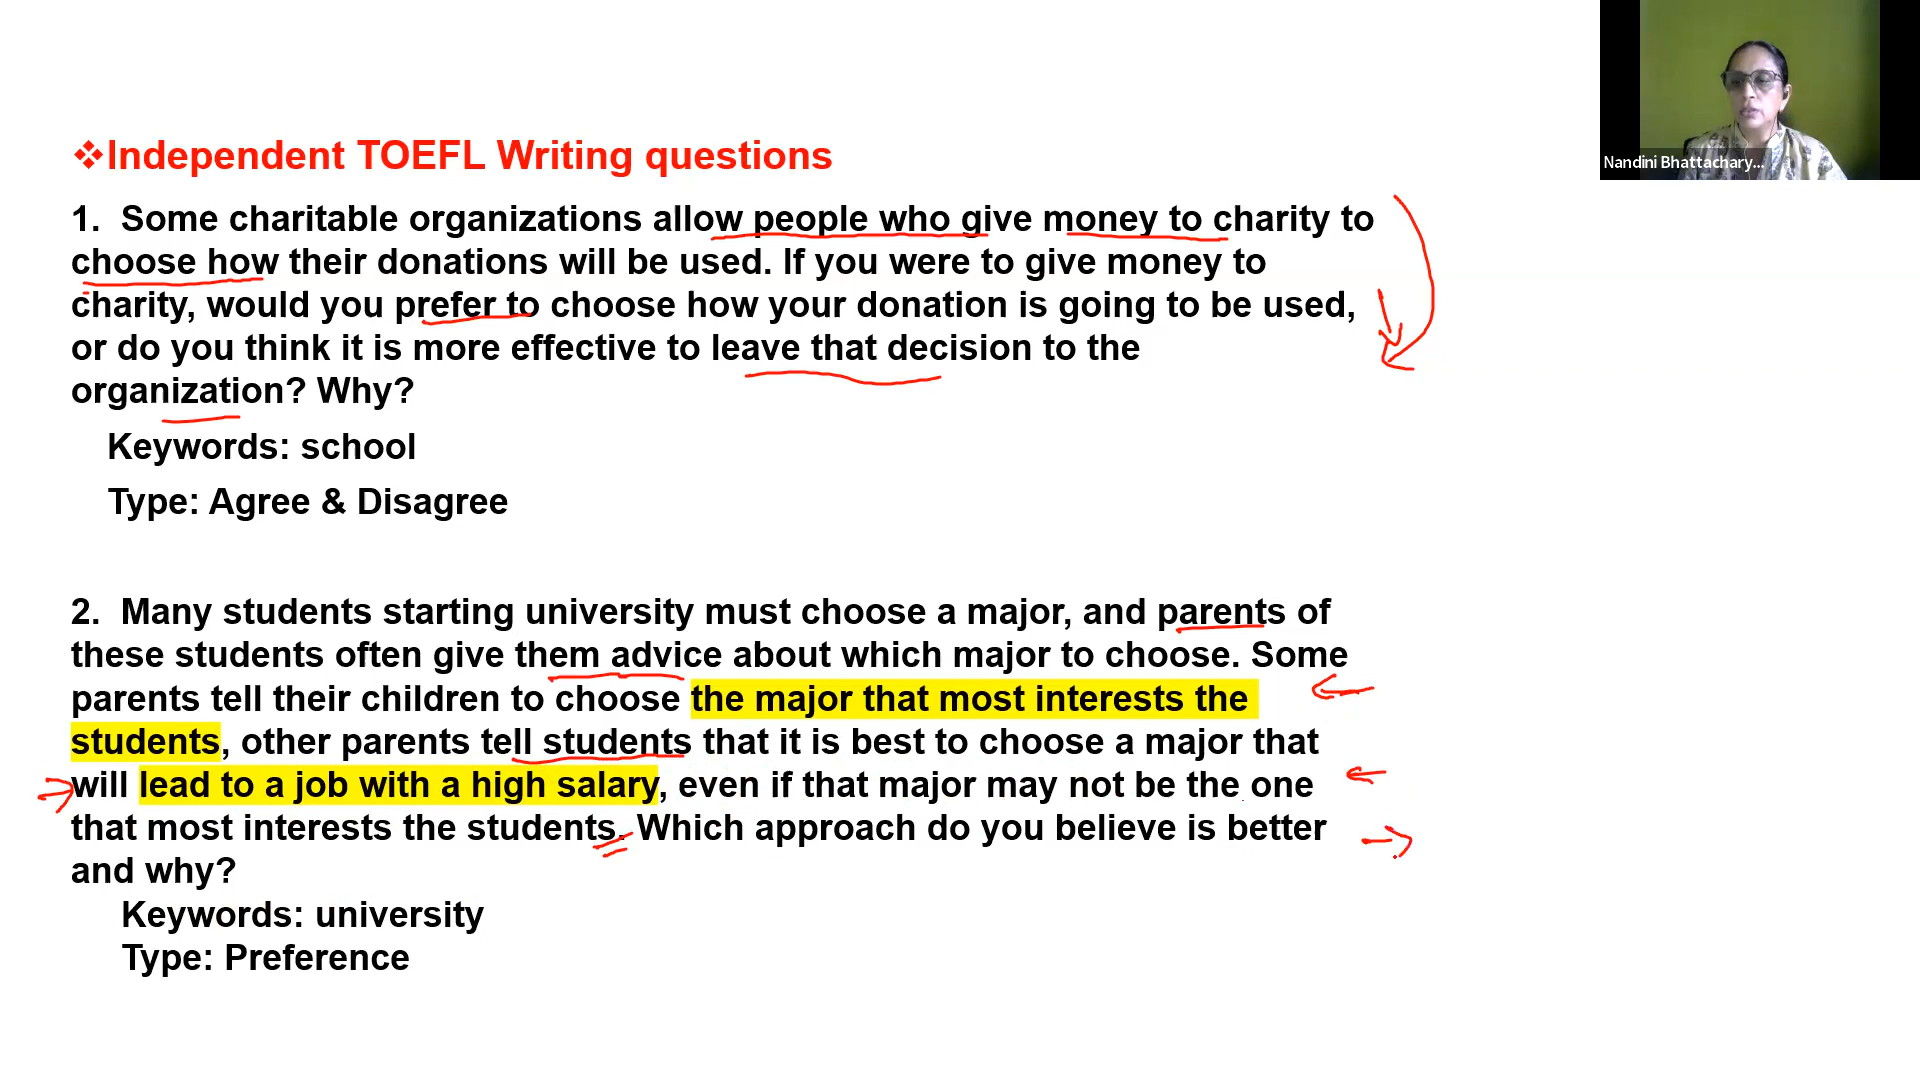 ❖Independent TOEFL Writing questions
1. Some charitable organizations allow people who give money to charity to
choose how their donations will be used. If you were to give money to
charity, would you prefer to choose how your donation is going to be used,
or do you think it is more effective to leave that decision to the
organization? Why?
Keywords: school
Type: Agree & Disagree
2. Many students starting university must choose a major, and parents of
these students often give them advice about which major to choose. Some
parents tell their children to choose the major that most interests the
students, other parents tell students that it is best to choose a major that
will lead to a job with a high salary, even if that major may not be the one
that most interests the students. Which approach do you believe is better
and why?
Keywords: university
Type: Preference
Nandini Bhattachary...